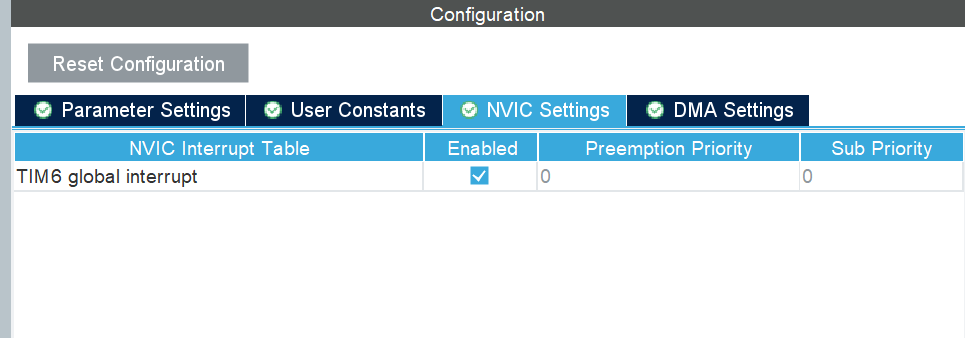 Configuration
Reset Configuration
Parameter Settings User Constants NVIC Settings DMA Settings
NVIC Interrupt Table Enabled Preemption Priority Sub Priority
TIM6 global interrupt 0 0